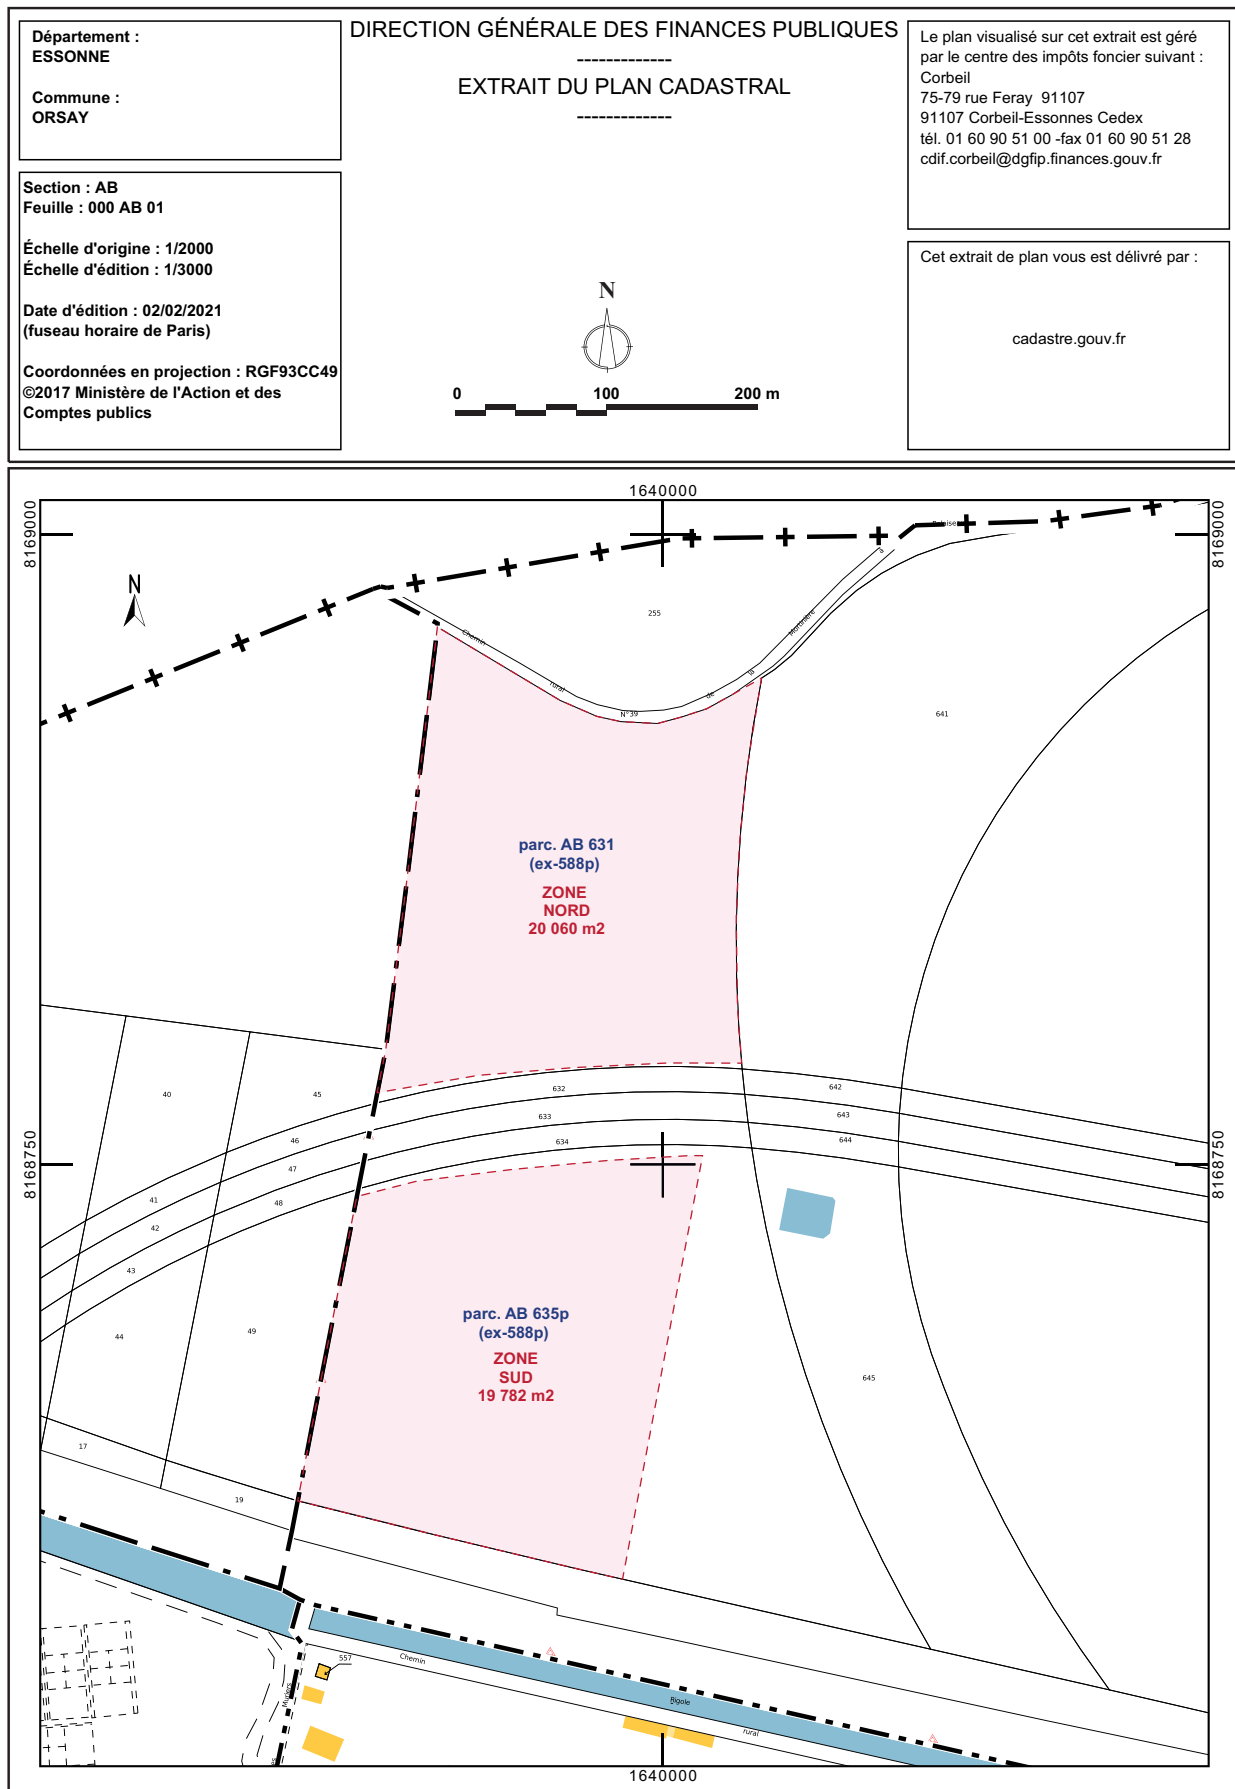 Département :
ESSONNE
Commune :
ORSAY
Section : AB
Feuille : 000 AB 01
Échelle d'origine : 1/2000
Échelle d'édition : 1/3000
Date d'édition : 02/02/2021
(fuseau horaire de Paris)
Coordonnées en projection : RGF93CC49
©2017 Ministère de l'Action et des
Comptes publics
DIRECTION GÉNÉRALE DES FINANCES PUBLIQUES
-------------
EXTRAIT DU PLAN CADASTRAL
-------------
N
0 100 200 m
Le plan visualisé sur cet extrait est géré
par le centre des impôts foncier suivant :
Corbeil
75-79 rue Feray 91107
91107 Corbeil-Essonnes Cedex
tél. 01 60 90 51 00 -fax 01 60 90 51 28
cdif.corbeil@dgfip.finances.gouv.fr
Cet extrait de plan vous est délivré par :
cadastre.gouv.fr
1640000
8169000
8169000
N
255
Chemin
rural
N°39
de
la
Martinière
à
641
parc. AB 631
(ex-588p)
ZONE
NORD
20 060 m2
40
45
632
642
46
633
643
634
644
47
8168750
8168750
41
48
42
43
44
49
parc. AB 635p
(ex-588p)
ZONE
SUD
19 782 m2
645
17
19
557
Chemin
Rigole
rural
1640000